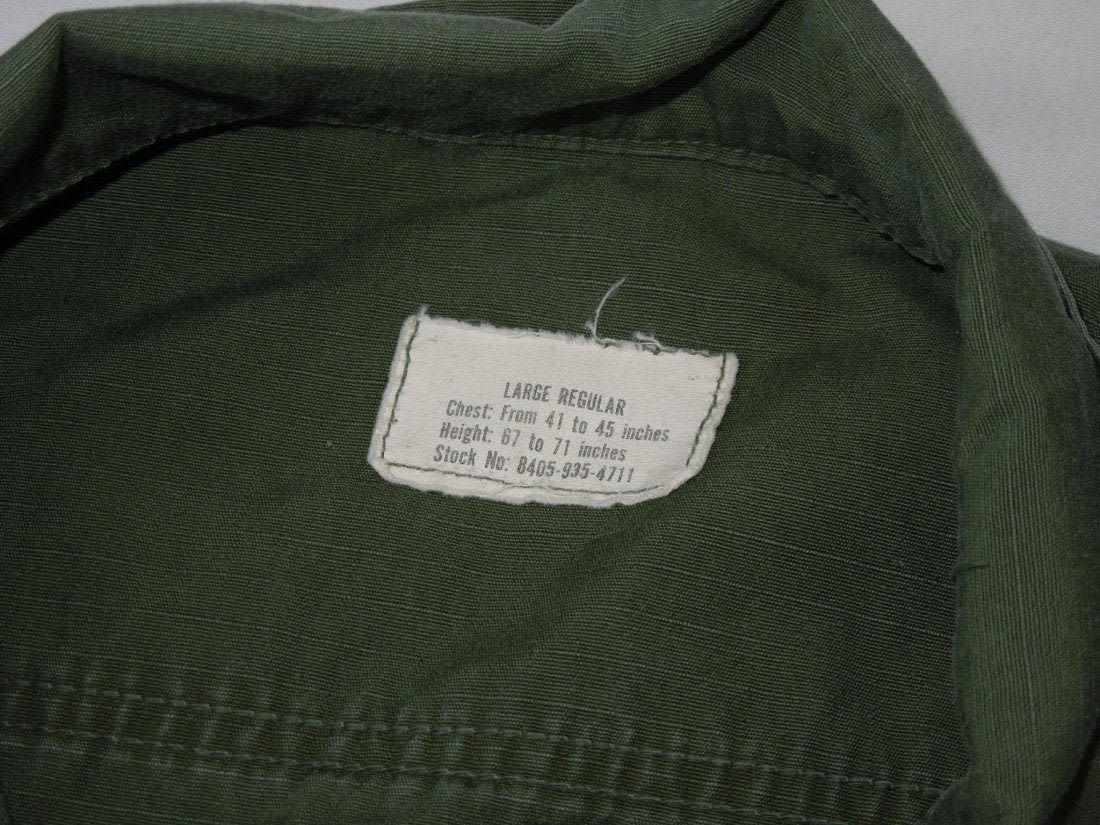 LARGE REGULAR
Chest: From 41 to 45 inches
Height: 67 to 71 inches
Stock No: 8405-935-4711